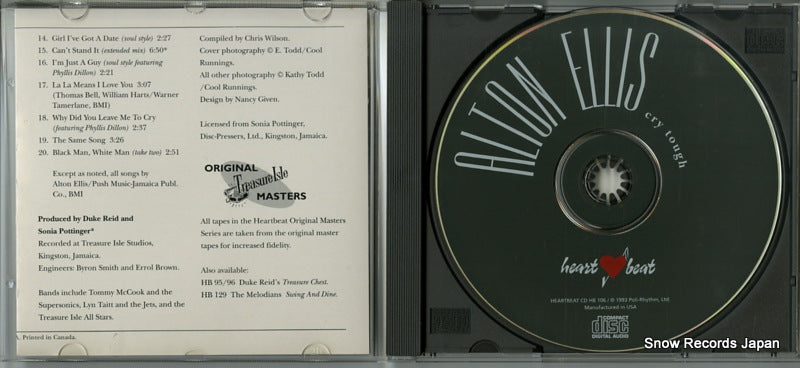 14. Girl I've Got A Date (soul style) 2:27
15. Can't Stand It (extended mix) 6:50*
16. I'm Just A Guy (soul style featuring
Phyllis Dillon) 2:21
17. La La Means I Love You 3:07
(Thomas Bell, William Harts/Warner
Tamerlane, BMI)
18. Why Did You Leave Me To Cry
(featuring Phyllis Dillon) 2:37
19. The Same Song 3:26
20. Black Man, White Man (take two) 2:51
Except as noted, all songs by
Alton Ellis/Push Music-Jamaica Publ.
Co., BMI
Produced by Duke Reid and
Sonia Pottinger*
Recorded at Treasure Isle Studios,
Kingston, Jamaica.
Engineers: Byron Smith and Errol Brown.
Bands include Tommy McCook and the
Supersonics, Lyn Taitt and the Jets, and the
Treasure Isle All Stars.
A. Printed in Canada.
Compiled by Chris Wilson.
Cover photography © E. Todd/Cool
Runnings.
All other photography © Kathy Todd
/Cool Runnings.
Design by Nancy Given.
Licensed from Sonia Pottinger,
Disc-Pressers, Ltd., Kingston, Jamaica.
ORIGINAL
Treasure Isle
MASTERS
All tapes in the Heartbeat Original Masters
Series are taken from the original master
tapes for increased fidelity.
Also available:
HB 95/96 Duke Reid's Treasure Chest.
HB 129 The Melodians Swing And Dine.
ALTON ELLIS
cry tough
heart beat
HEARTBEAT CD HB 106 / © 1993 Poli-Rhythm, Ltd.
Manufactured in USA
COMPACT
disc
DIGITAL AUDIO
Snow Records Japan